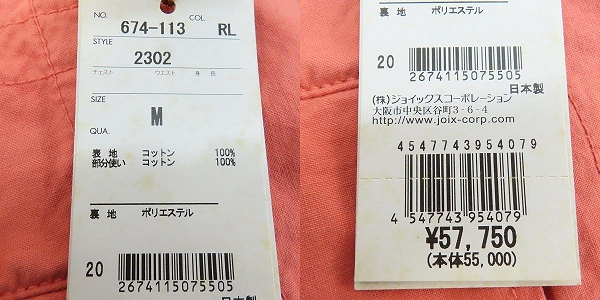 NO. 674-113 COL. RL
STYLE
2302
チェスト ウエスト 身長
SIZE
M
QUA.
表地 コットン 100%
部分使い コットン 100%
裏地 ポリエステル
20
2674115075505
日本製
裏地 ポリエステル
20
2674115075505
日本製
(株)ジョイックスコーポレーション
大阪市中央区谷町3-6-4
http://www.joix-corp.com
4547743954079
4 547743 954079
¥57,750
(本体55,000)